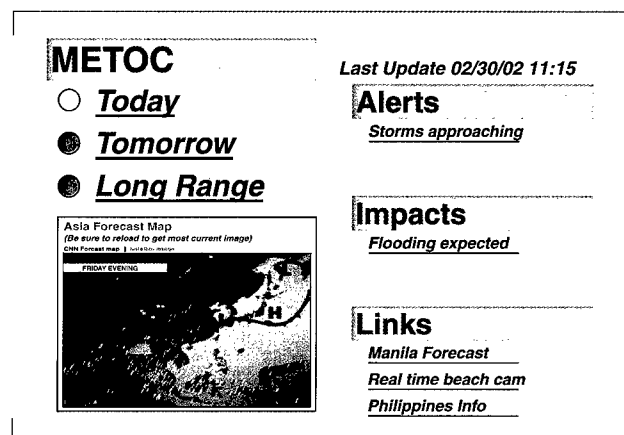 METOC
Today
Tomorrow
Long Range
Asia Forecast Map
(Be sure to reload to get most current image)
CNN Forecast map |
FRIDAY EVENING
H
Last Update 02/30/02 11:15
Alerts
Storms approaching
Impacts
Flooding expected
Links
Manila Forecast
Real time beach cam
Philippines Info